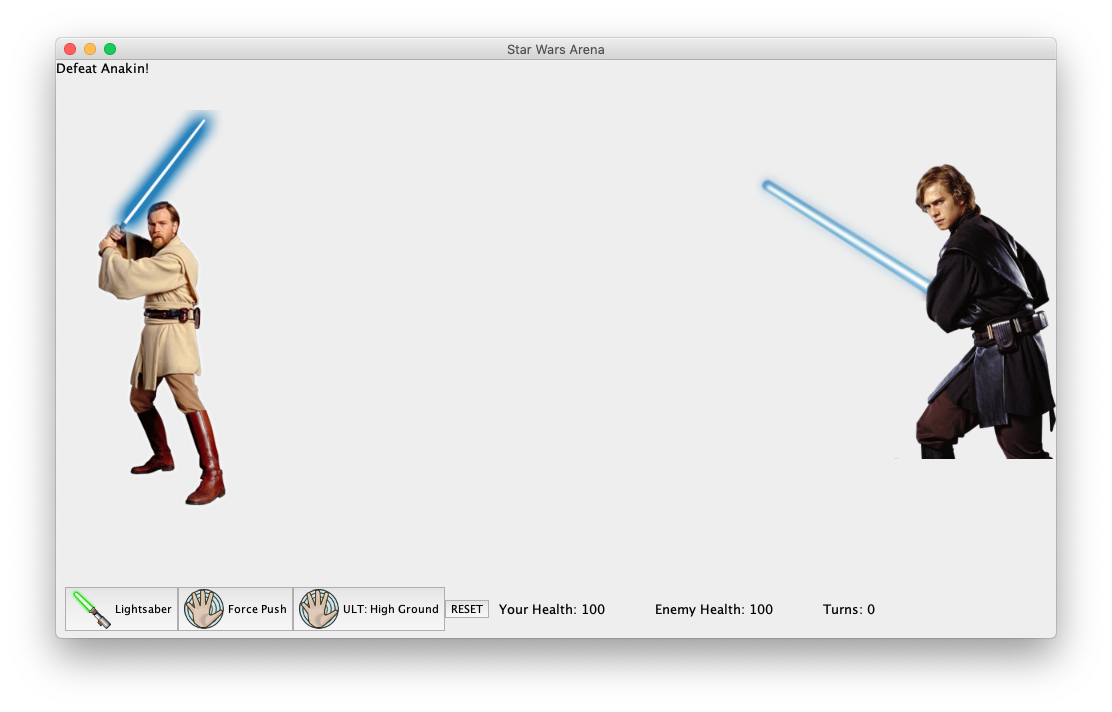 Star Wars Arena
Defeat Anakin!
Lightsaber Force Push ULT: High Ground RESET Your Health: 100 Enemy Health: 100 Turns: 0